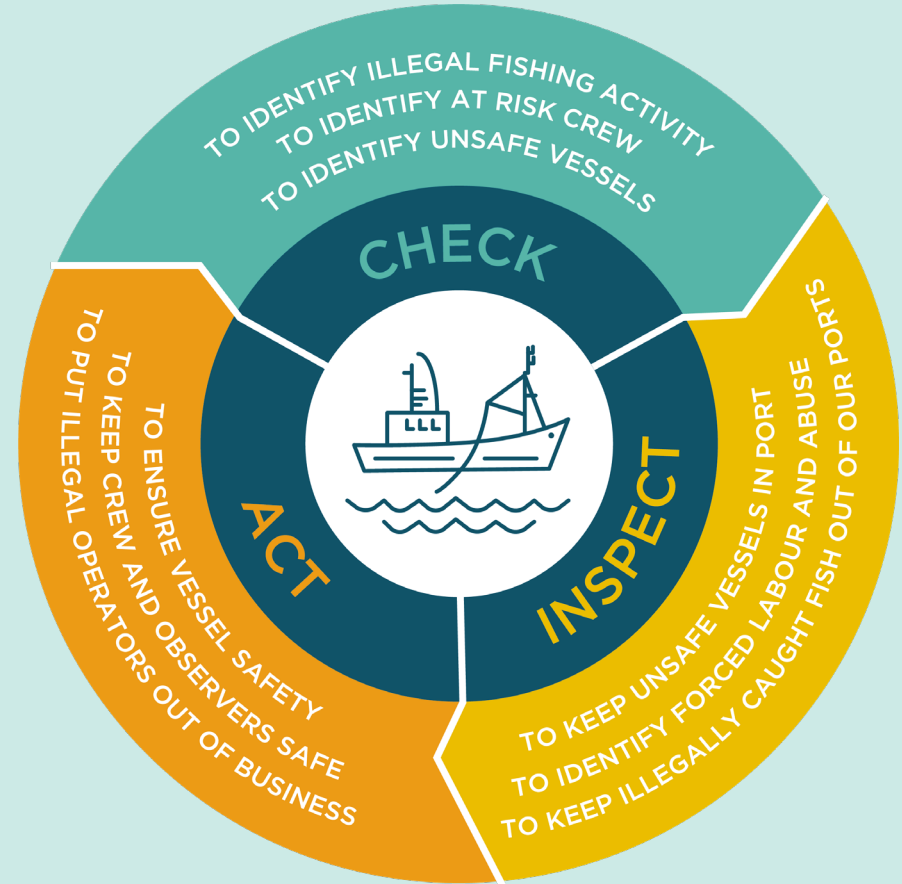 TO IDENTIFY ILLEGAL FISHING ACTIVITY
TO IDENTIFY AT RISK CREW
TO IDENTIFY UNSAFE VESSELS
CHECK
INSPECT
TO KEEP UNSAFE VESSELS IN PORT
TO IDENTIFY FORCED LABOUR AND ABUSE
TO KEEP ILLEGALLY CAUGHT FISH OUT OF OUR PORTS
ACT
TO ENSURE VESSEL SAFETY
TO KEEP CREW AND OBSERVERS SAFE
TO PUT ILLEGAL OPERATORS OUT OF BUSINESS